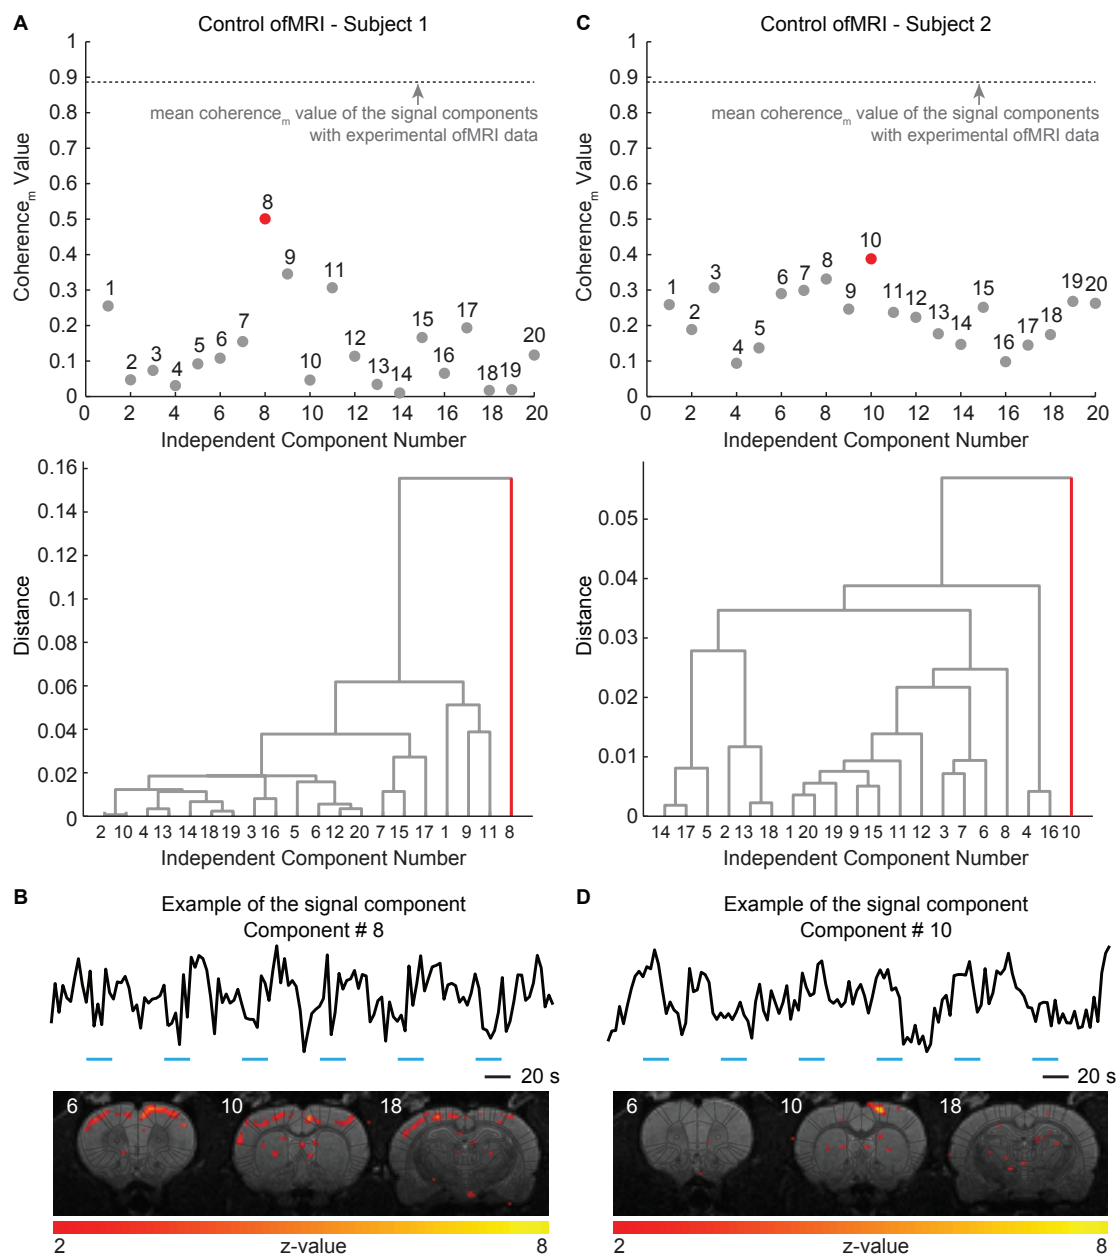 A
Control ofMRI - Subject 1
1
0.9
0.8
0.7
0.6
0.5
0.4
0.3
0.2
0.1
0
Coherence_m Value
mean coherence_m value of the signal components
with experimental ofMRI data
1 2 3 4 5 6 7 8 9 10 11 12 13 14 15 16 17 18 19 20
0 2 4 6 8 10 12 14 16 18 20
Independent Component Number
0.16
0.14
0.12
0.1
0.08
0.06
0.04
0.02
0
Distance
2 10 4 13 14 18 19 3 16 5 6 12 20 7 15 17 1 9 11 8
Independent Component Number
B
Example of the signal component
Component # 8
20 s
6 10 18
2 z-value 8
C
Control ofMRI - Subject 2
1
0.9
0.8
0.7
0.6
0.5
0.4
0.3
0.2
0.1
0
Coherence_m Value
mean coherence_m value of the signal components
with experimental ofMRI data
1 2 3 4 5 6 7 8 9 10 11 12 13 14 15 16 17 18 19 20
0 2 4 6 8 10 12 14 16 18 20
Independent Component Number
0.05
0.04
0.03
0.02
0.01
0
Distance
14 17 5 2 13 18 1 20 19 9 15 11 12 3 7 6 8 4 16 10
Independent Component Number
D
Example of the signal component
Component # 10
20 s
6 10 18
2 z-value 8